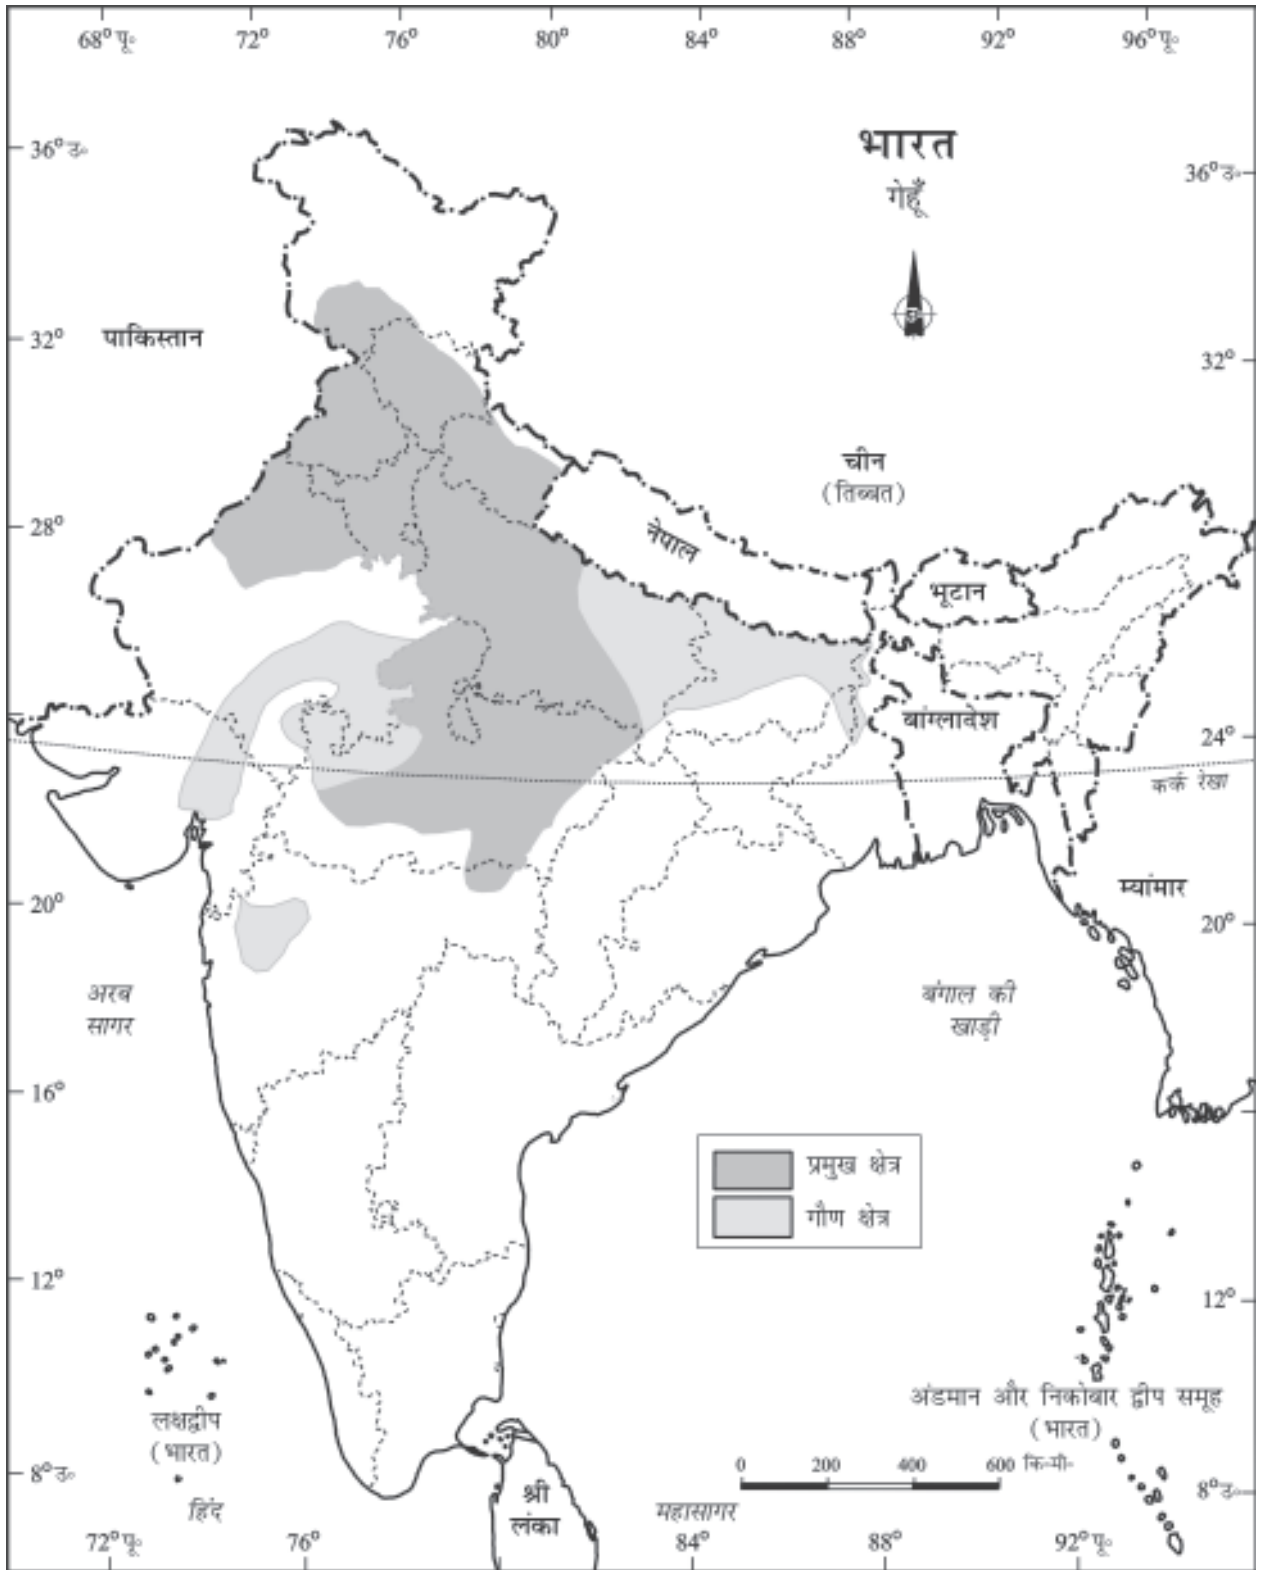 68°पू॰ 72° 76° 80° 84° 88° 92° 96°पू॰
भारत
गेहूँ
36°उ॰
36°उ॰
पाकिस्तान
32°
32°
चीन
(तिब्बत)
28°
नेपाल
भूटान
बांग्लादेश
24°
कर्क रेखा
म्यांमार
20°
20°
अरब
सागर
बंगाल की
खाड़ी
16°
प्रमुख क्षेत्र
गौण क्षेत्र
12°
12°
अंडमान और निकोबार द्वीप समूह
(भारत)
लक्षद्वीप
(भारत)
0 200 400 600 कि॰मी॰
8°उ॰
8°उ॰
श्री
लंका
हिंद
महासागर
72°पू॰ 76° 84° 88° 92°पू॰